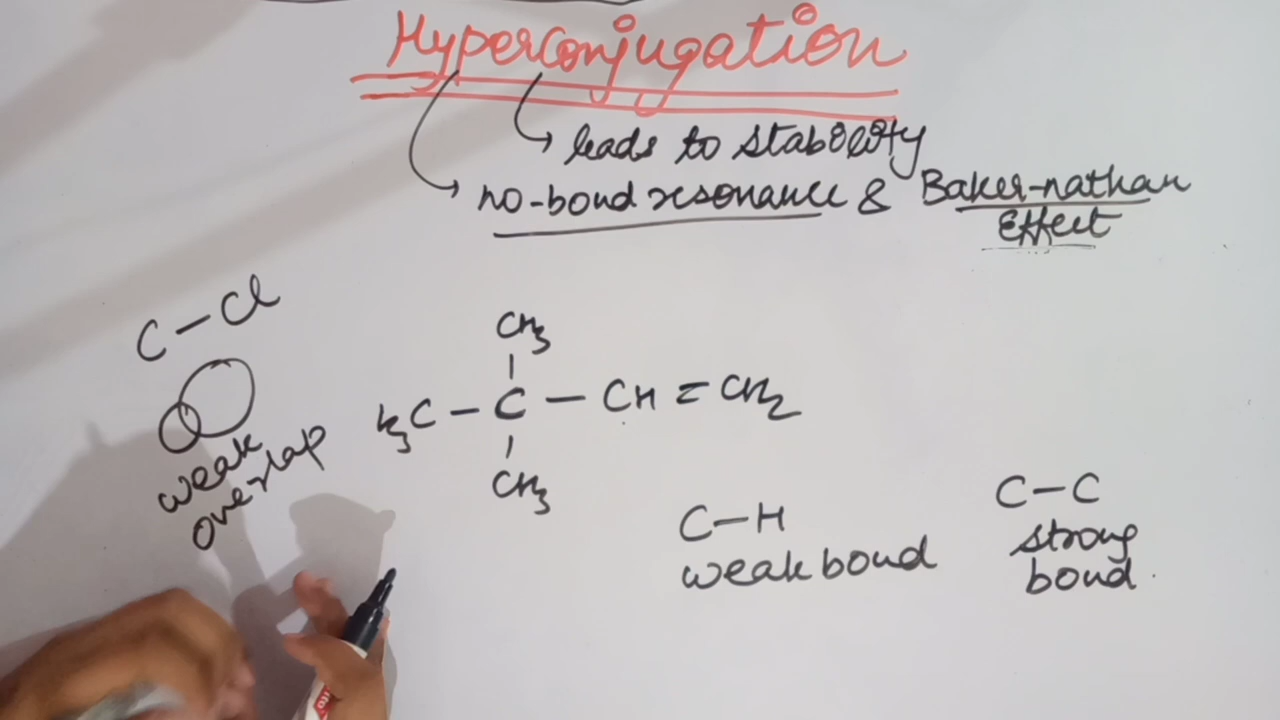 Hyperconjugation
leads to stability
no-bond resonance & Baker-nathan
Effect
C-Cl
weak
overlap
CH3
H3C-C-CH=CH2
CH3
C-H
weak bond
C-C
strong
bond.